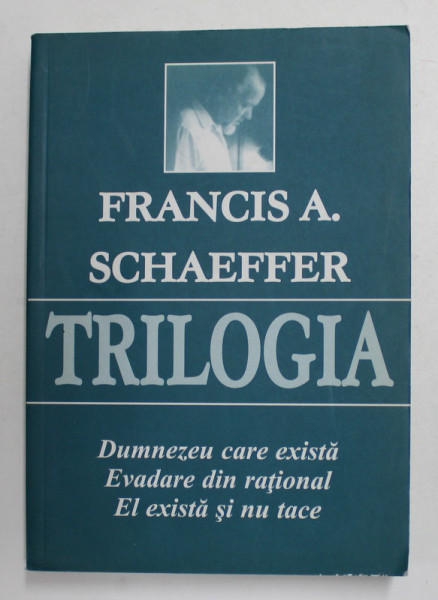 FRANCIS A.
SCHAEFFER
TRILOGIA
Dumnezeu care există
Evadare din raţional
El există şi nu tace